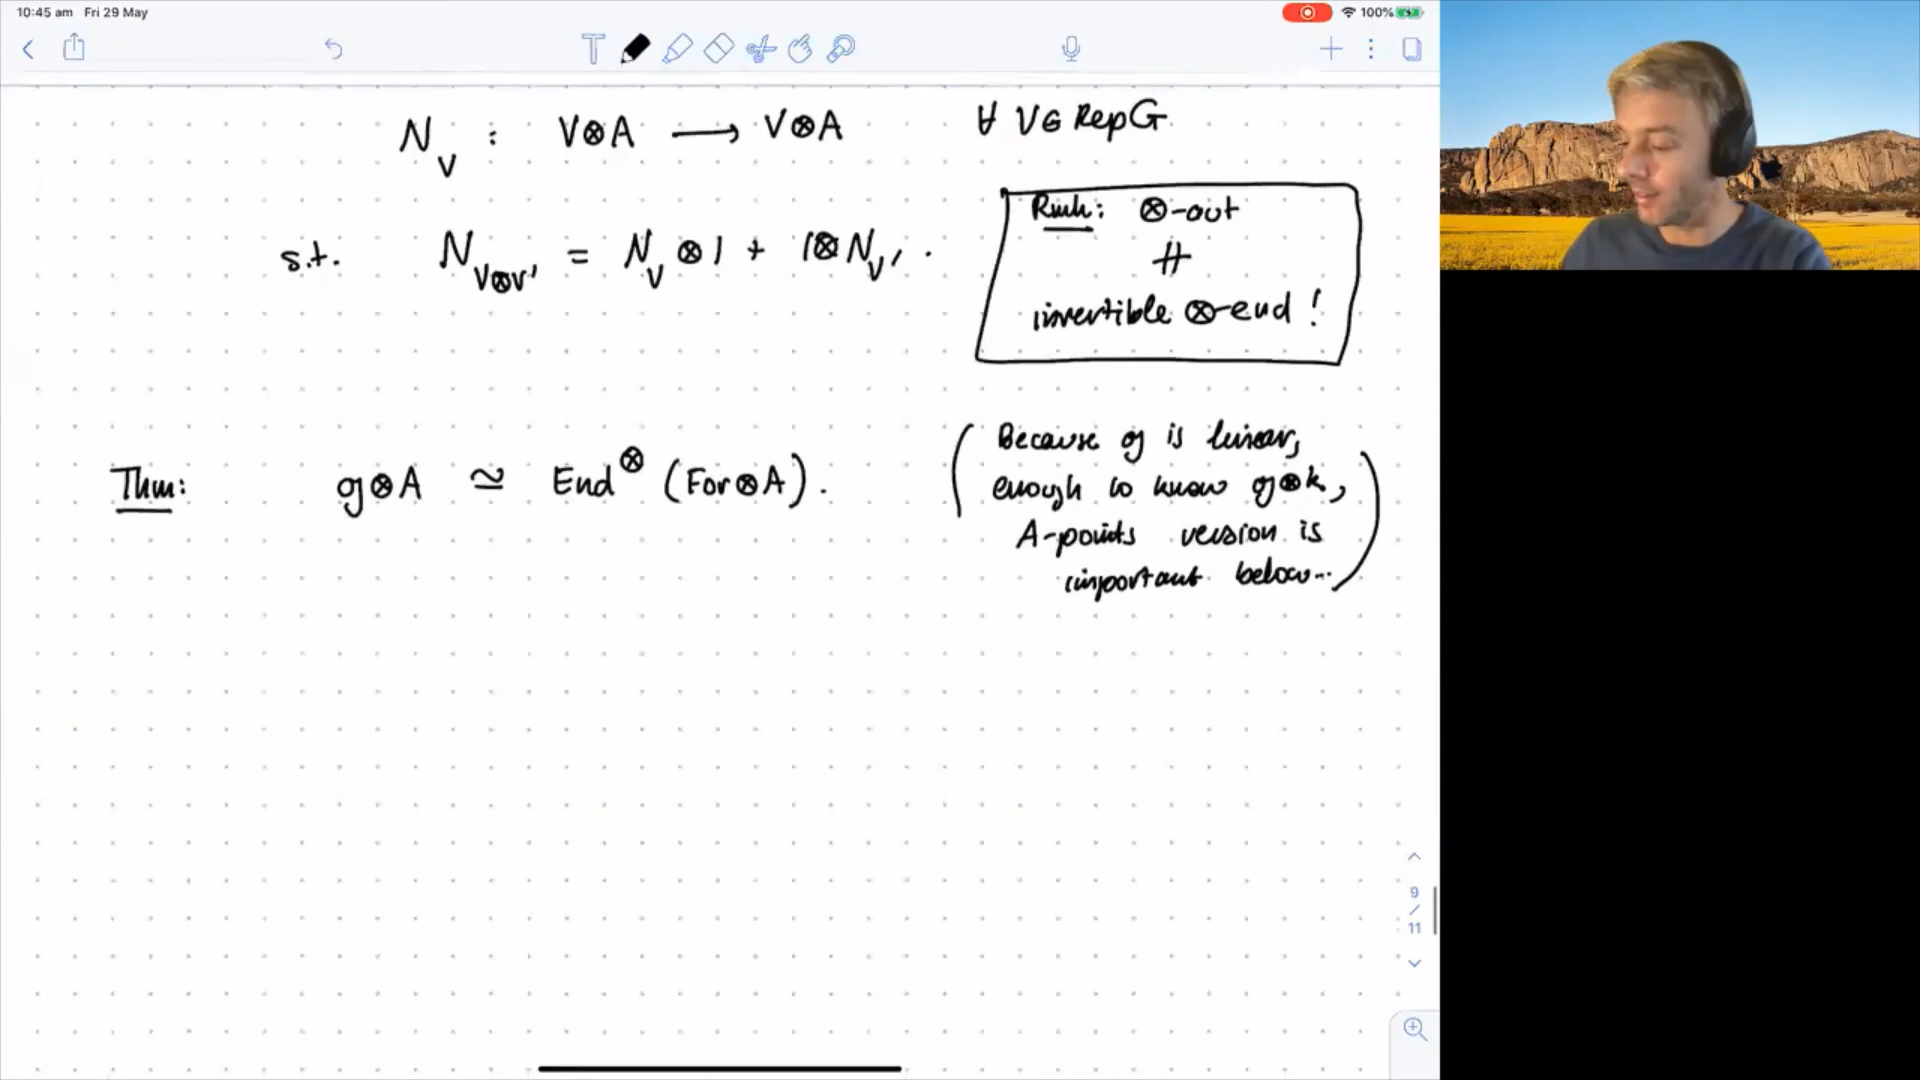 10:45 am Fri 29 May 100%
N_V : V⊗A ⟶ V⊗A ∀ V∈RepG
s.t. N_{V⊗V'} = N_V ⊗1 + 1⊗N_{V'} .
Rmk: ⊗-aut
≠
invertible ⊗-end !
Thm: 𝔤⊗A ≃ End^⊗ (For⊗A).
(Because 𝔤 is linear,
enough to know 𝔤⊗k,
A-points version is
important below...)
9
/
11